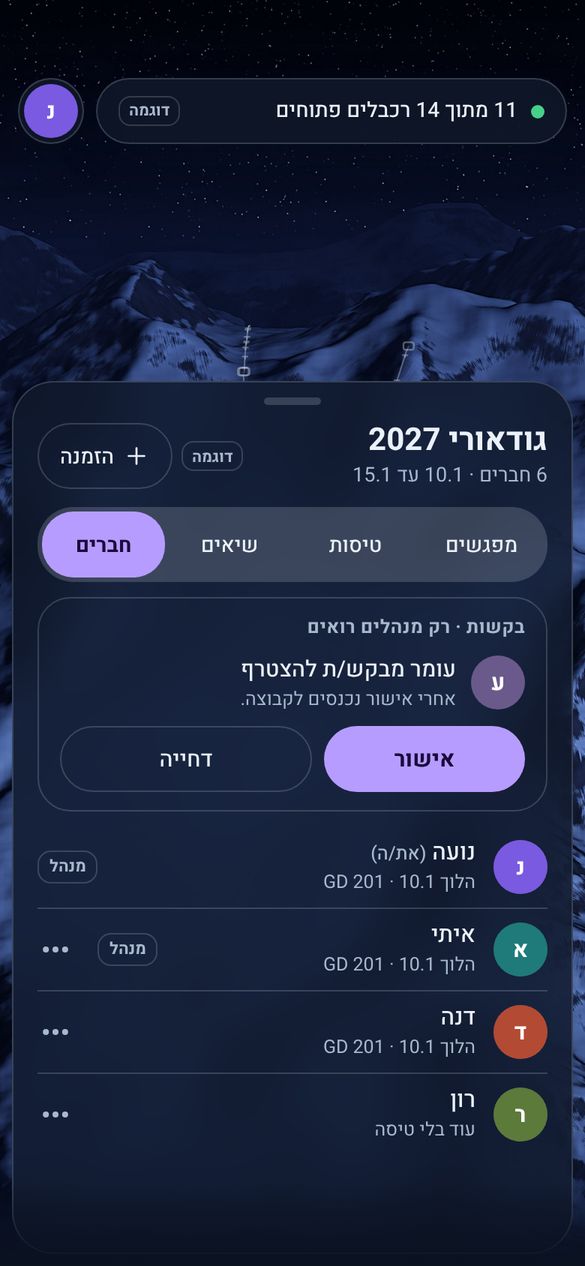 11 מתוך 14 רכבלים פתוחים
דוגמה
נ
גודאורי 2027
דוגמה
+ הזמנה
6 חברים · 10.1 עד 15.1
מפגשים
טיסות
שיאים
חברים
בקשות · רק מנהלים רואים
ע
עומר מבקש/ת להצטרף
אחרי אישור נכנסים לקבוצה.
אישור
דחייה
נ
נועה (את/ה)
הלוך 10.1 · GD 201
מנהל
א
איתי
הלוך 10.1 · GD 201
מנהל
ד
דנה
הלוך 10.1 · GD 201
ר
רון
עוד בלי טיסה